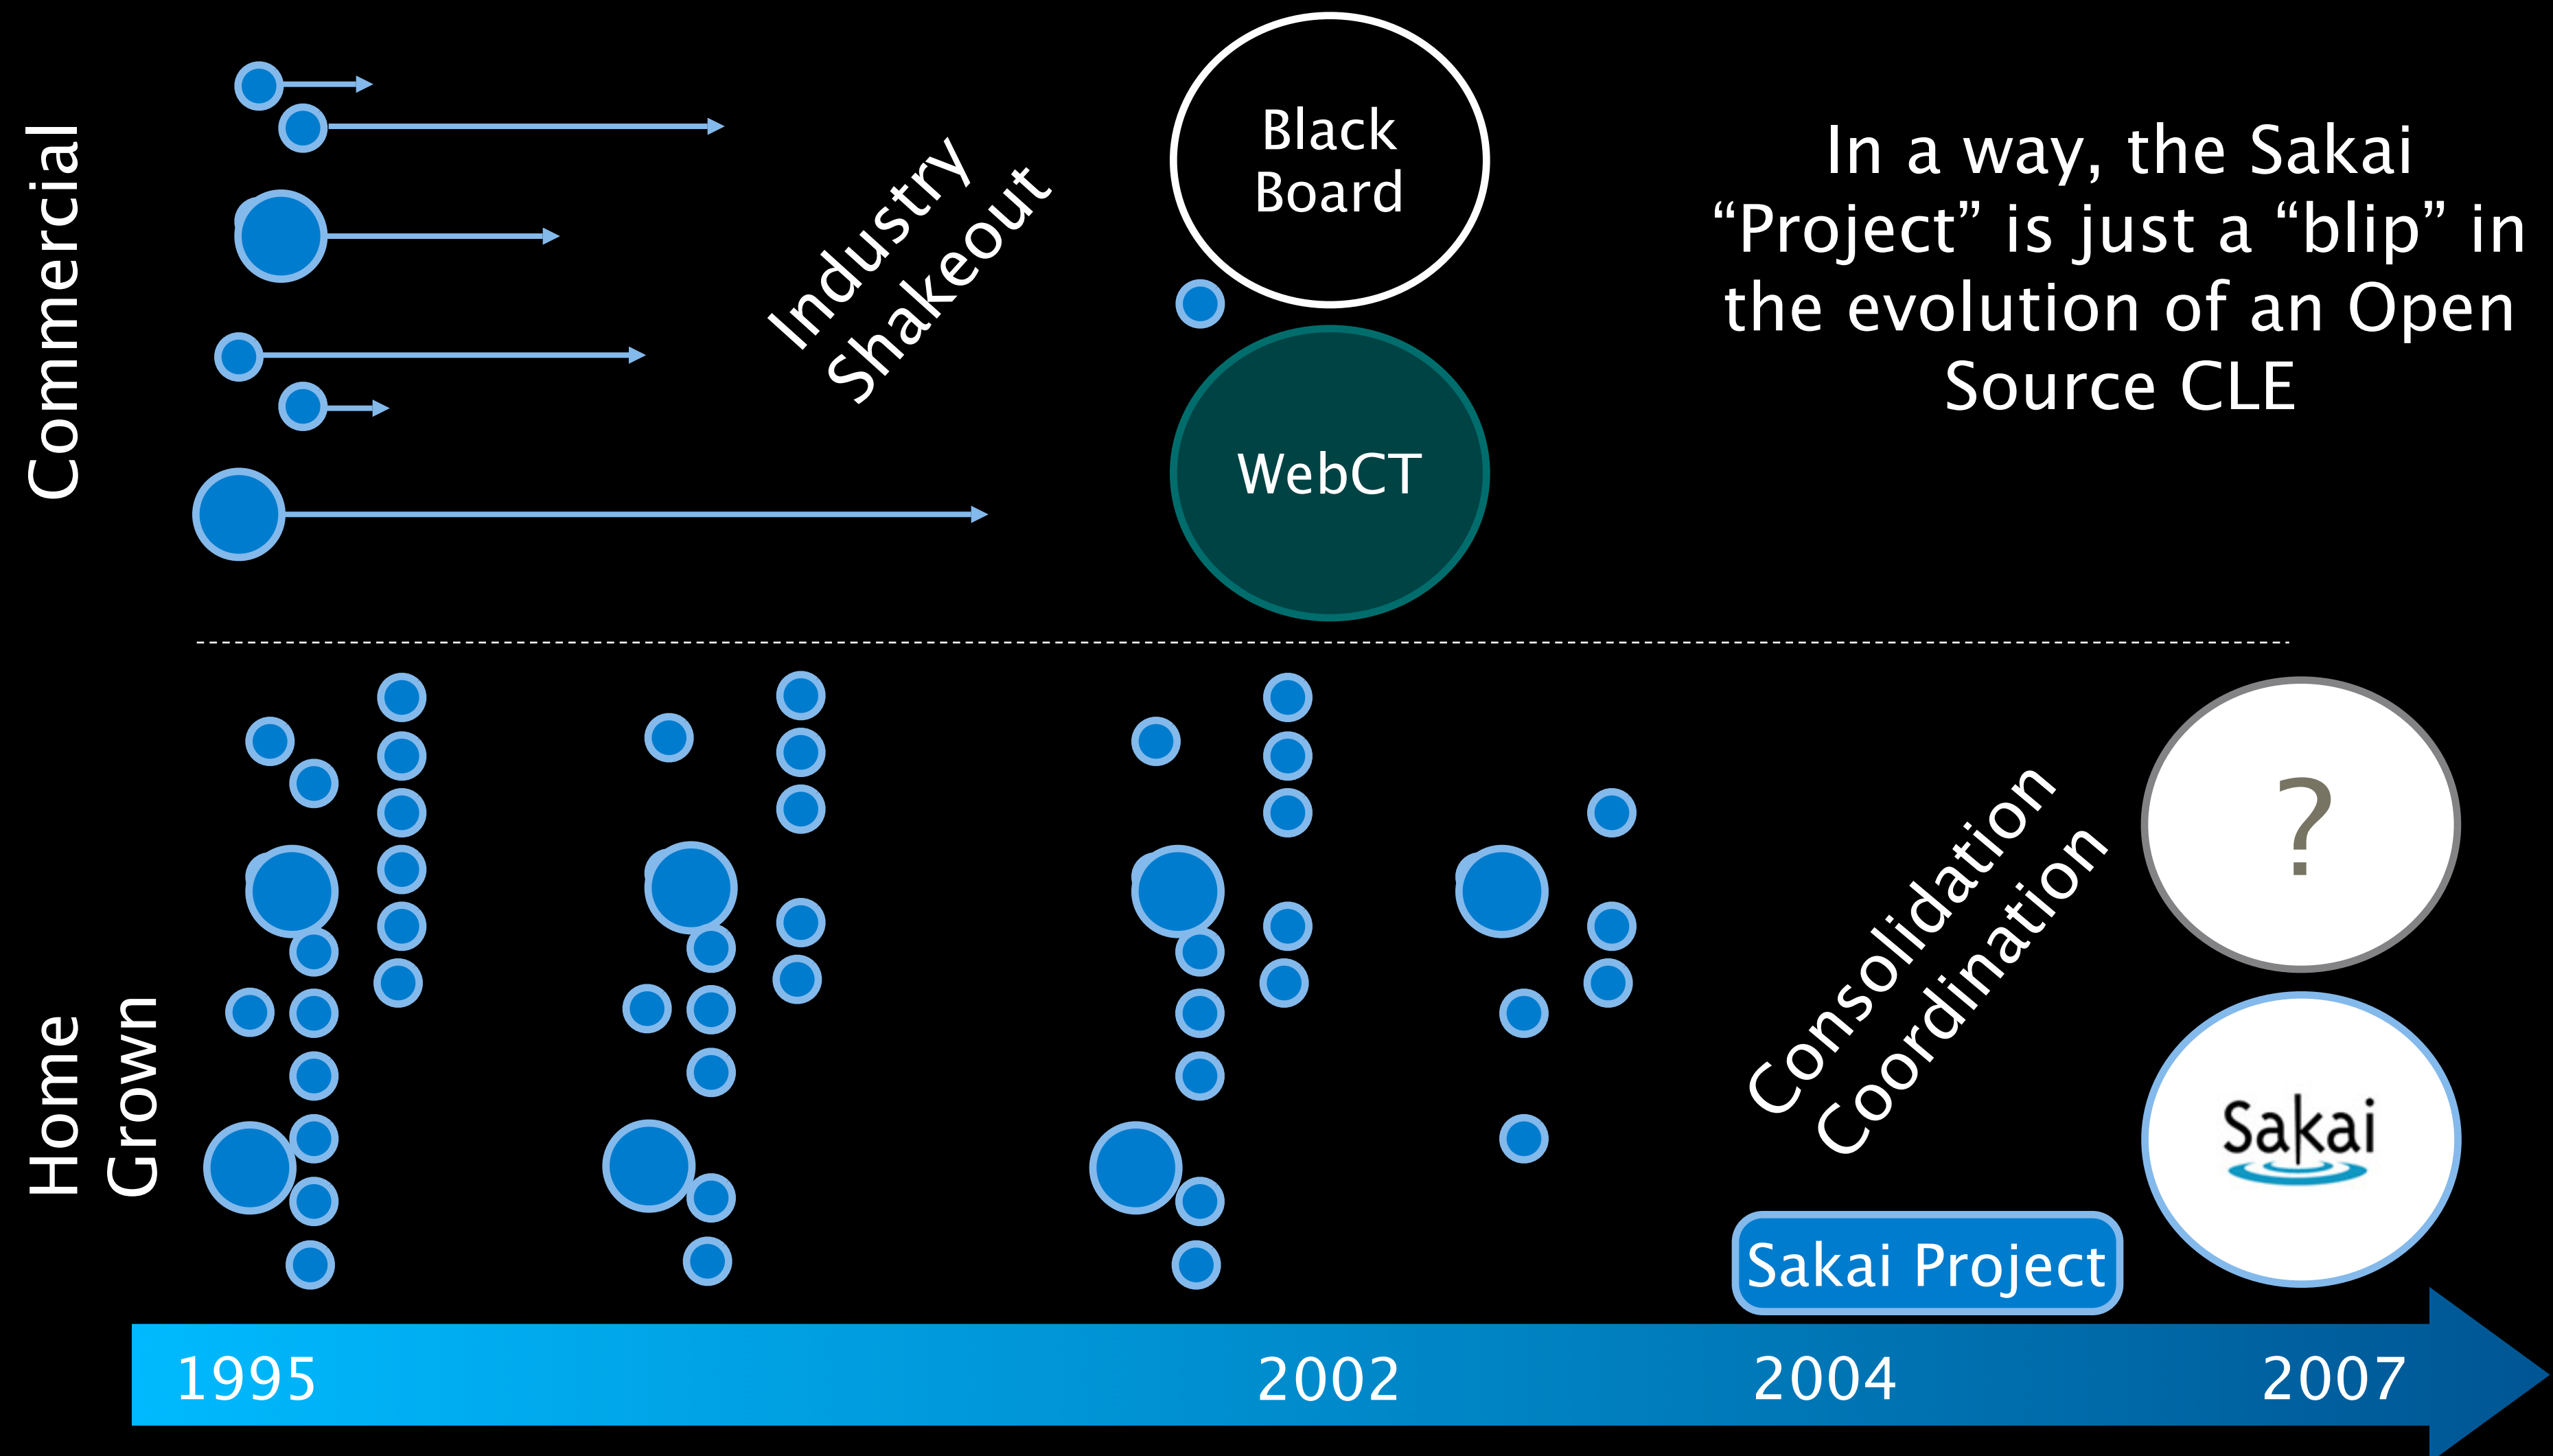 Commercial
Industry
Shakeout
Black
Board
WebCT
In a way, the Sakai
“Project” is just a “blip” in
the evolution of an Open
Source CLE
Home
Grown
Consolidation
Coordination
?
Sakai
Sakai Project
1995
2002
2004
2007